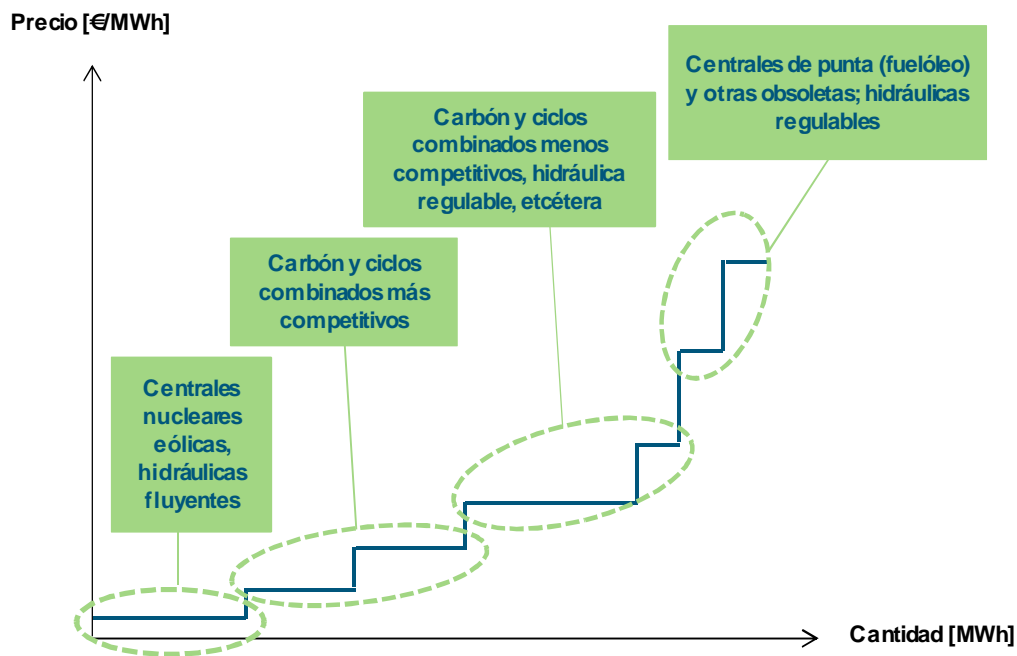 Precio [€/MWh]
Centrales de punta (fuelóleo)
y otras obsoletas; hidráulicas
regulables
Carbón y ciclos
combinados menos
competitivos, hidráulica
regulable, etcétera
Carbón y ciclos
combinados más
competitivos
Centrales
nucleares
eólicas,
hidráulicas
fluyentes
Cantidad [MWh]